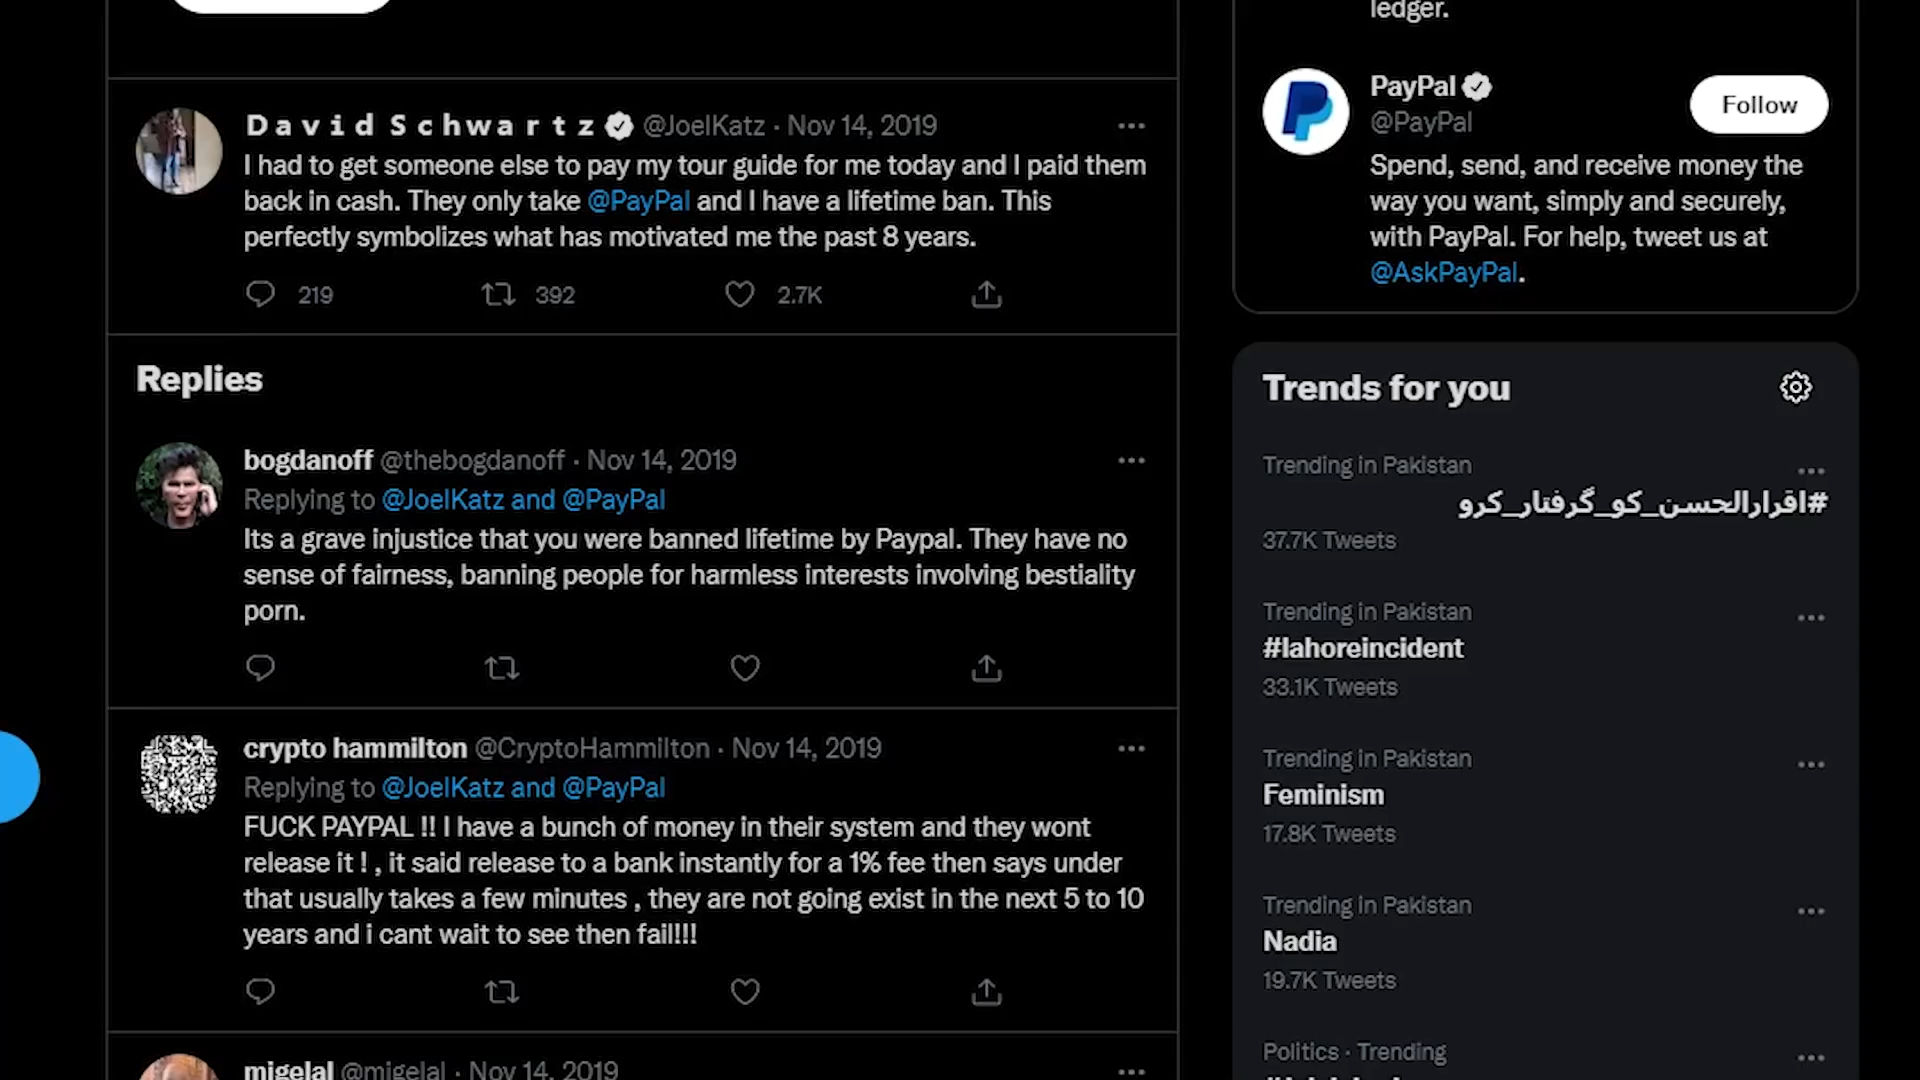 David Schwartz @JoelKatz · Nov 14, 2019
I had to get someone else to pay my tour guide for me today and I paid them
back in cash. They only take @PayPal and I have a lifetime ban. This
perfectly symbolizes what has motivated me the past 8 years.
219 392 2.7K
Replies
bogdanoff @thebogdanoff · Nov 14, 2019
Replying to @JoelKatz and @PayPal
Its a grave injustice that you were banned lifetime by Paypal. They have no
sense of fairness, banning people for harmless interests involving bestiality
porn.
crypto hammilton @CryptoHammilton · Nov 14, 2019
Replying to @JoelKatz and @PayPal
FUCK PAYPAL !! I have a bunch of money in their system and they wont
release it ! , it said release to a bank instantly for a 1% fee then says under
that usually takes a few minutes , they are not going exist in the next 5 to 10
years and i cant wait to see then fail!!!
migelal @migelal · Nov 14, 2019
ledger.
PayPal
@PayPal
Follow
Spend, send, and receive money the
way you want, simply and securely,
with PayPal. For help, tweet us at
@AskPayPal.
Trends for you
Trending in Pakistan
#اقرارالحسن_کو_گرفتار_کرو
37.7K Tweets
Trending in Pakistan
#lahoreincident
33.1K Tweets
Trending in Pakistan
Feminism
17.8K Tweets
Trending in Pakistan
Nadia
19.7K Tweets
Politics · Trending